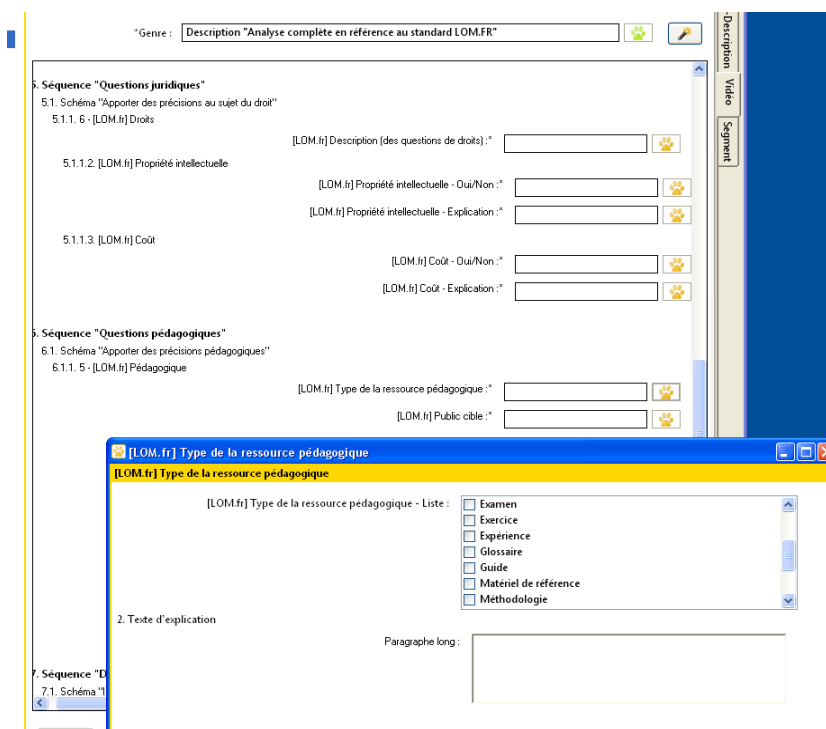 *Genre : Description "Analyse complète en référence au standard LOM.FR"
-Description
Vidéo
Segment
5. Séquence "Questions juridiques"
5.1. Schéma "Apporter des précisions au sujet du droit"
5.1.1. 6 - [LOM.fr] Droits
[LOM.fr] Description (des questions de droits) :*
5.1.1.2. [LOM.fr] Propriété intellectuelle
[LOM.fr] Propriété intellectuelle - Oui/Non :*
[LOM.fr] Propriété intellectuelle - Explication :*
5.1.1.3. [LOM.fr] Coût
[LOM.fr] Coût - Oui/Non :*
[LOM.fr] Coût - Explication :*
6. Séquence "Questions pédagogiques"
6.1. Schéma "Apporter des précisions pédagogiques"
6.1.1. 5 - [LOM.fr] Pédagogique
[LOM.fr] Type de la ressource pédagogique :*
[LOM.fr] Public cible :*
[LOM.fr] Type de la ressource pédagogique
[LOM.fr] Type de la ressource pédagogique
[LOM.fr] Type de la ressource pédagogique - Liste :
Examen
Exercice
Expérience
Glossaire
Guide
Matériel de référence
Méthodologie
2. Texte d'explication
Paragraphe long :
7. Séquence "D
7.1. Schéma "I